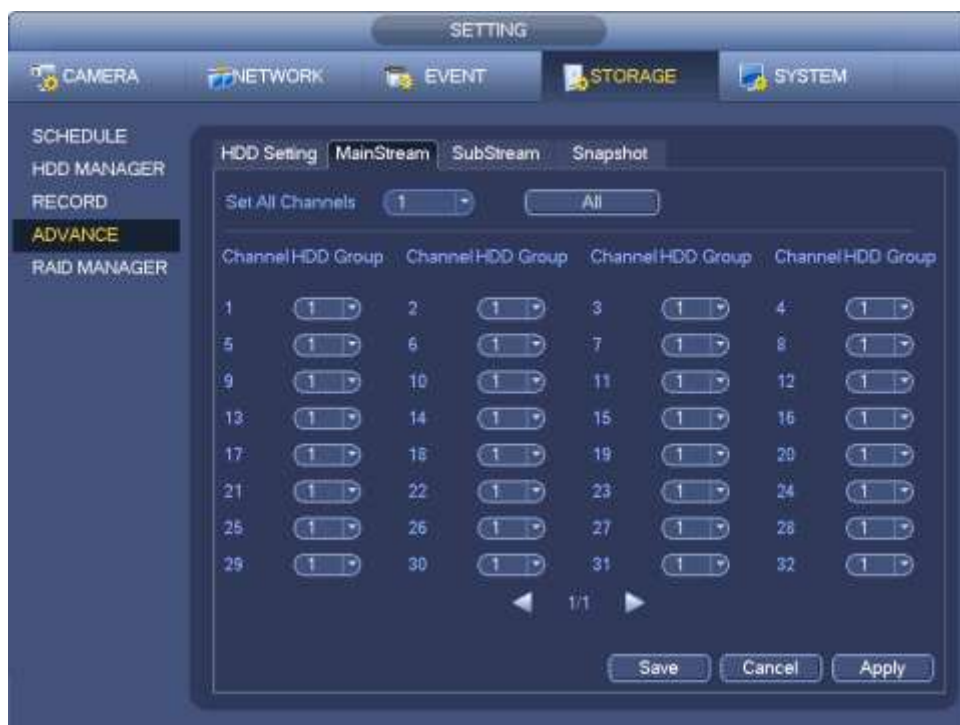 SETTING
CAMERA NETWORK EVENT STORAGE SYSTEM
SCHEDULE
HDD MANAGER
RECORD
ADVANCE
RAID MANAGER
HDD Setting MainStream SubStream Snapshot
Set All Channels 1 All
Channel HDD Group Channel HDD Group Channel HDD Group Channel HDD Group
1 1 2 1 3 1 4 1
5 1 6 1 7 1 8 1
9 1 10 1 11 1 12 1
13 1 14 1 15 1 16 1
17 1 18 1 19 1 20 1
21 1 22 1 23 1 24 1
25 1 26 1 27 1 28 1
29 1 30 1 31 1 32 1
1/1
Save Cancel Apply